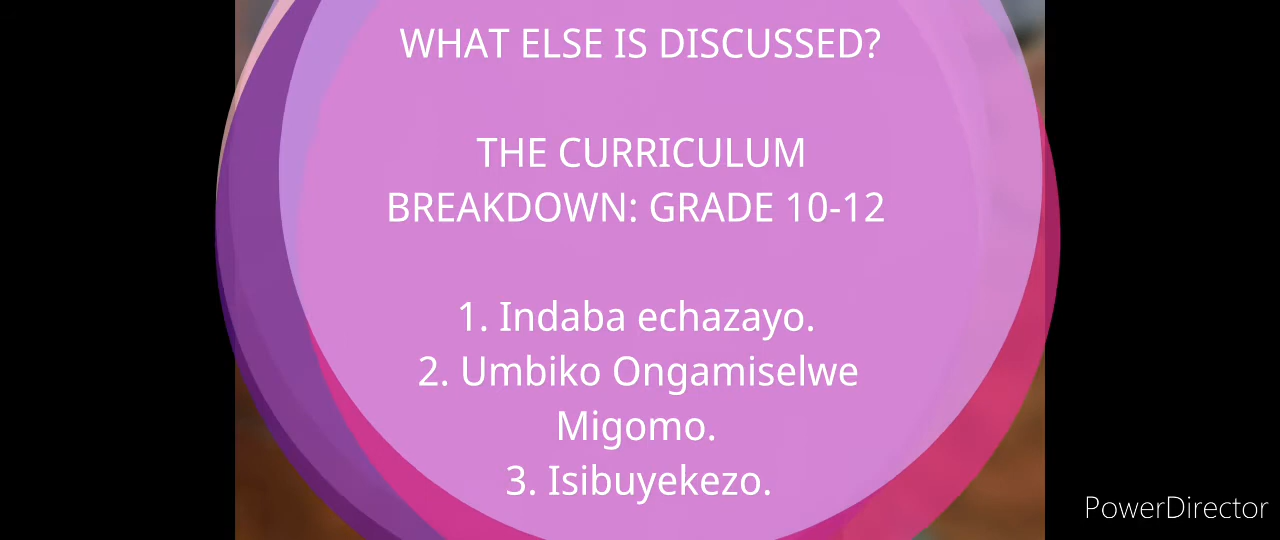 WHAT ELSE IS DISCUSSED?
THE CURRICULUM
BREAKDOWN: GRADE 10-12
1. Indaba echazayo.
2. Umbiko Ongamiselwe
Migomo.
3. Isibuyekezo.
PowerDirector